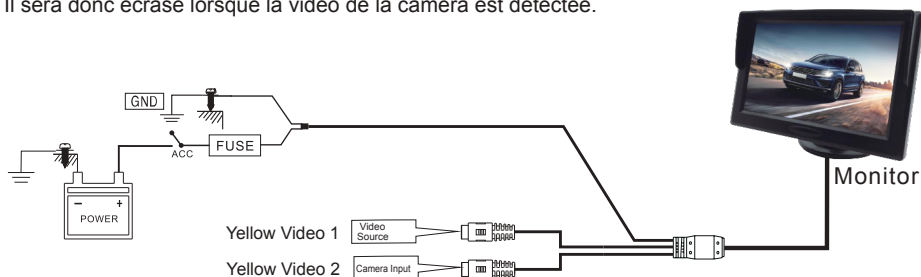 Il sera donc écrasé lorsque la vidéo de la caméra est détectée.
GND
ACC
FUSE
Monitor
- +
POWER
Yellow Video 1
Video
Source
Yellow Video 2
Camera Input